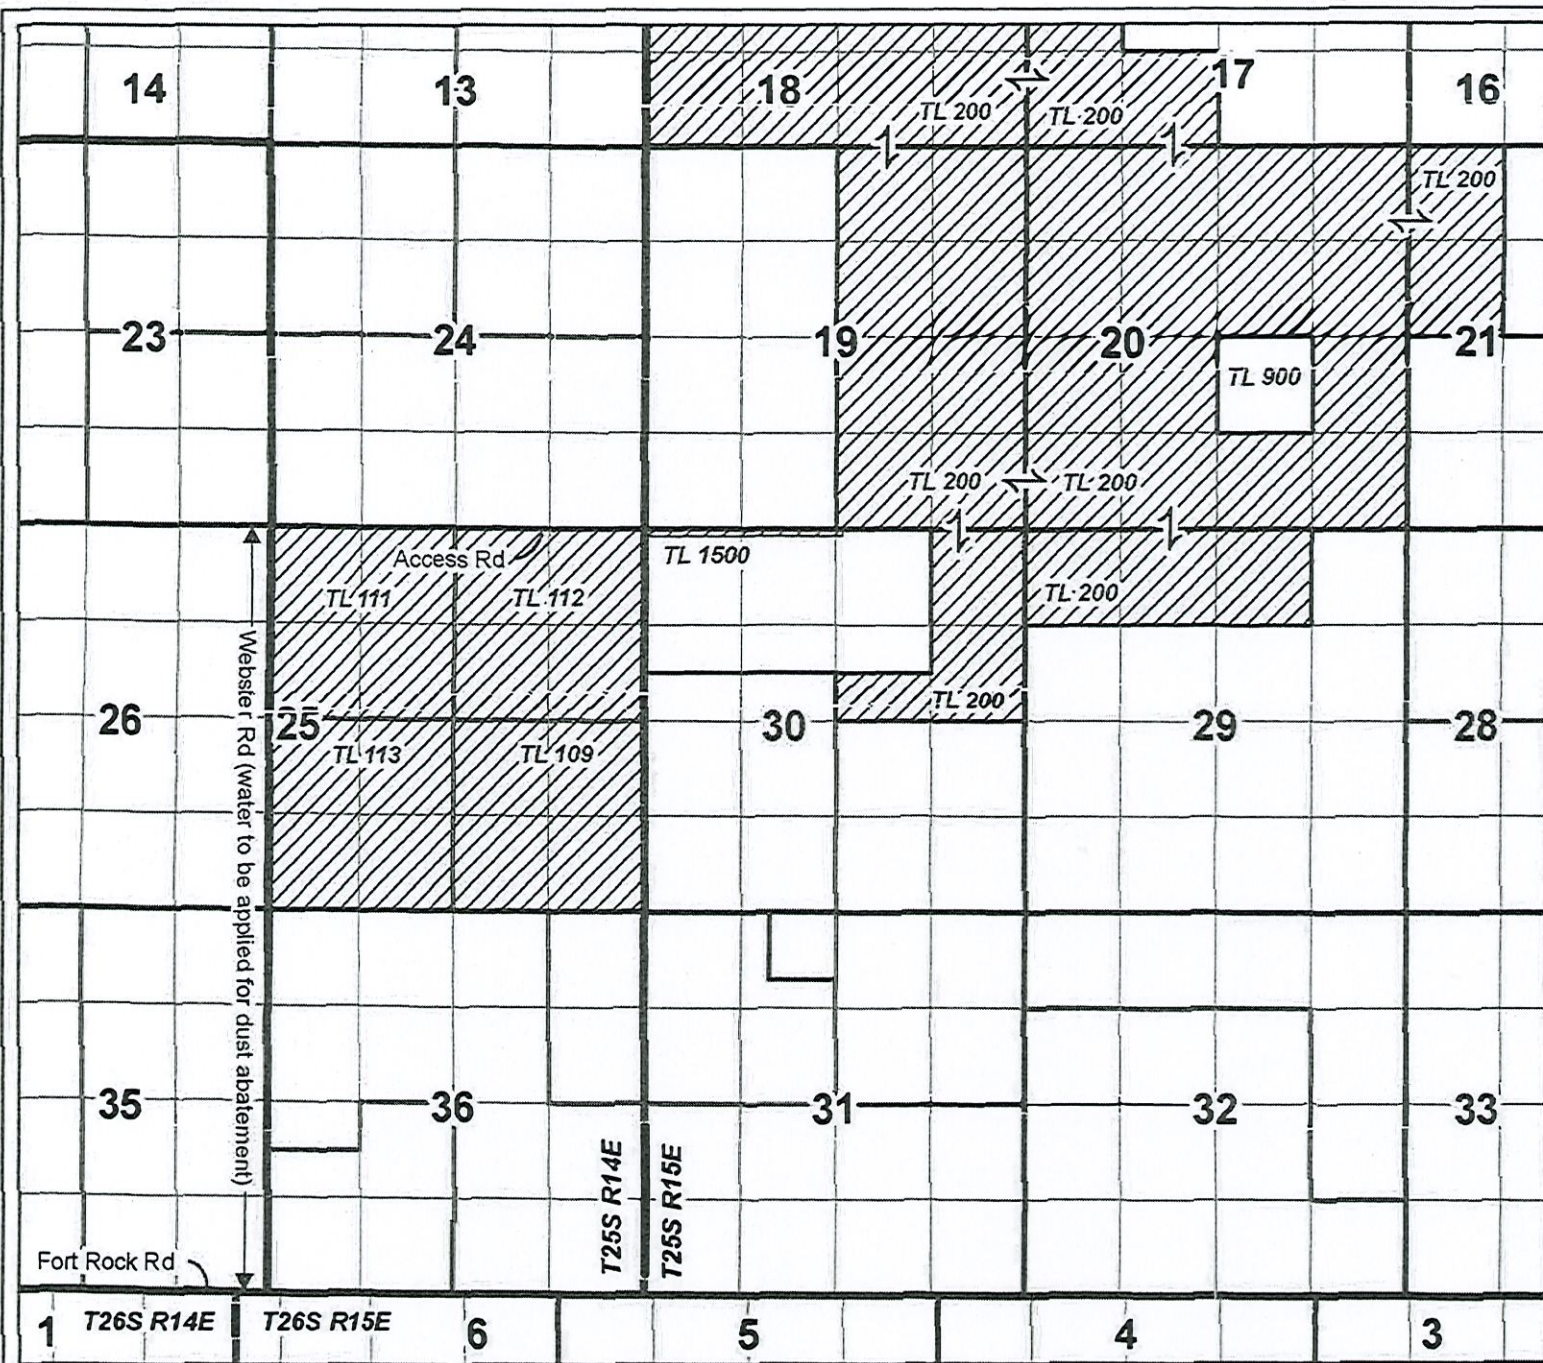 14
13
18
17
16
TL 200
TL 200
TL 200
23
24
19
20
21
TL 900
TL 200
TL 200
Access Rd
TL 1500
TL 111
TL 112
TL 200
Webster Rd (water to be applied for dust abatement)
26
25
30
TL 200
29
28
TL 113
TL 109
35
36
31
32
33
T25S R14E
T25S R15E
Fort Rock Rd
1
T26S R14E
T26S R15E
6
5
4
3